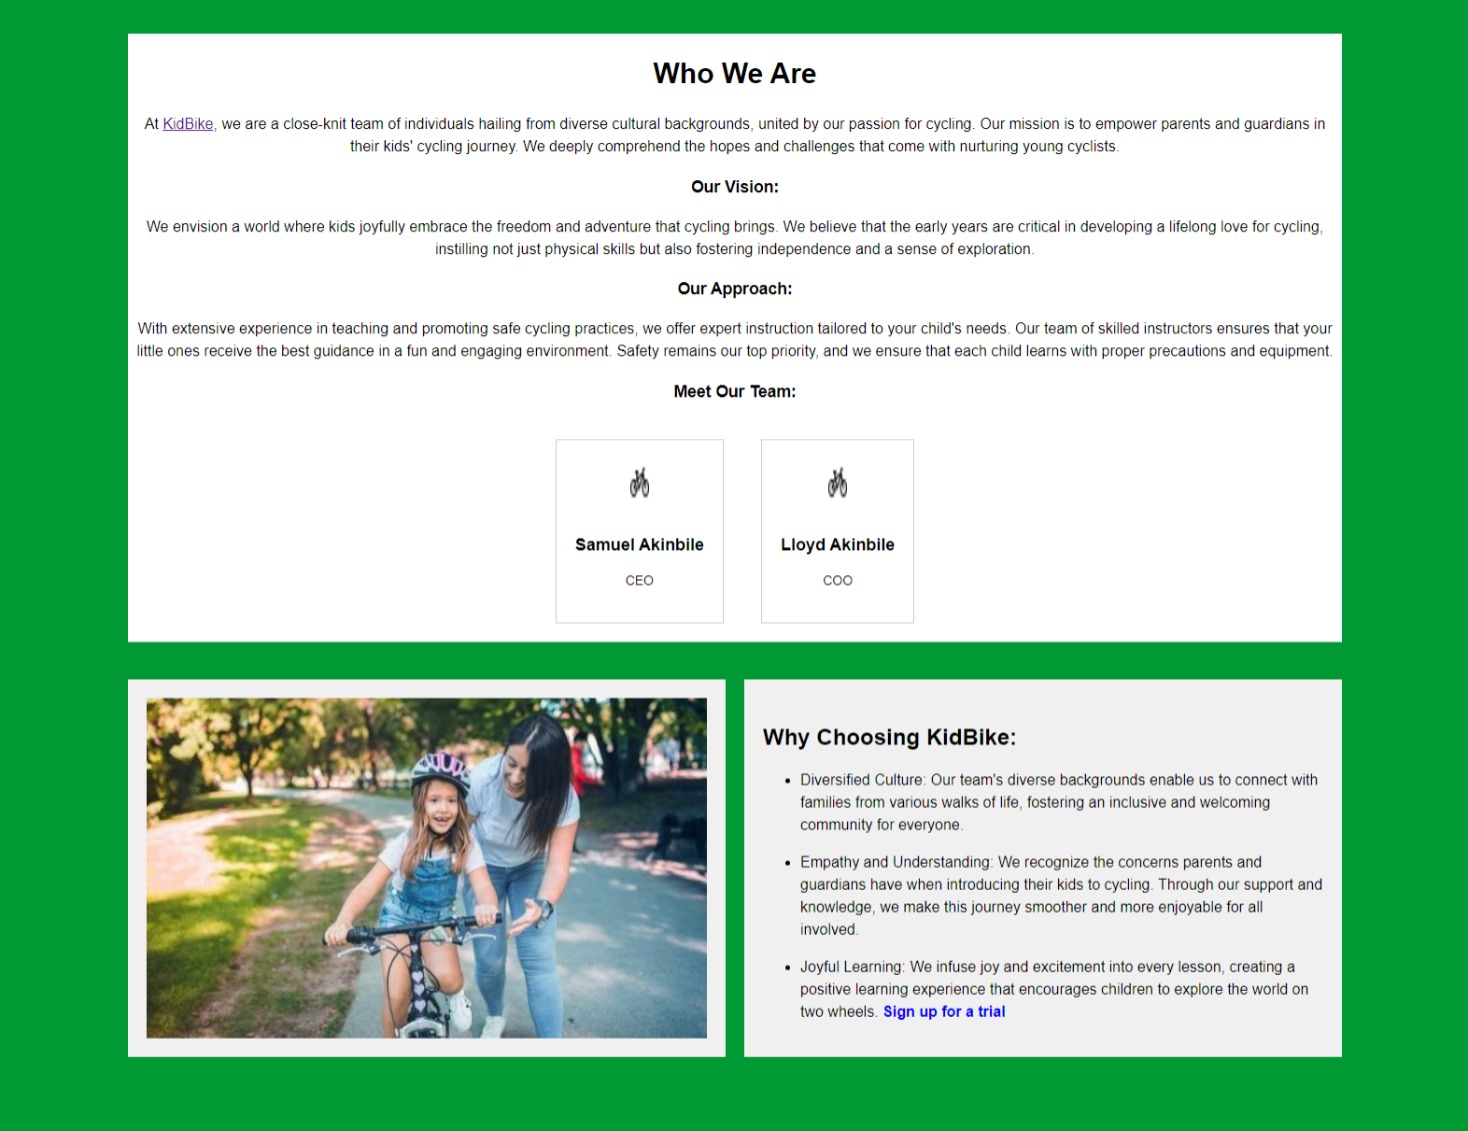 Who We Are
At KidBike, we are a close-knit team of individuals hailing from diverse cultural backgrounds, united by our passion for cycling. Our mission is to empower parents and guardians in
their kids' cycling journey. We deeply comprehend the hopes and challenges that come with nurturing young cyclists.
Our Vision:
We envision a world where kids joyfully embrace the freedom and adventure that cycling brings. We believe that the early years are critical in developing a lifelong love for cycling,
instilling not just physical skills but also fostering independence and a sense of exploration.
Our Approach:
With extensive experience in teaching and promoting safe cycling practices, we offer expert instruction tailored to your child's needs. Our team of skilled instructors ensures that your
little ones receive the best guidance in a fun and engaging environment. Safety remains our top priority, and we ensure that each child learns with proper precautions and equipment.
Meet Our Team:
Samuel Akinbile
CEO
Lloyd Akinbile
COO
Why Choosing KidBike:
• Diversified Culture: Our team's diverse backgrounds enable us to connect with
families from various walks of life, fostering an inclusive and welcoming
community for everyone.
• Empathy and Understanding: We recognize the concerns parents and
guardians have when introducing their kids to cycling. Through our support and
knowledge, we make this journey smoother and more enjoyable for all
involved.
• Joyful Learning: We infuse joy and excitement into every lesson, creating a
positive learning experience that encourages children to explore the world on
two wheels. Sign up for a trial